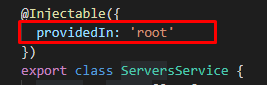 @Injectable({
providedIn: 'root'
})
export class ServersService {